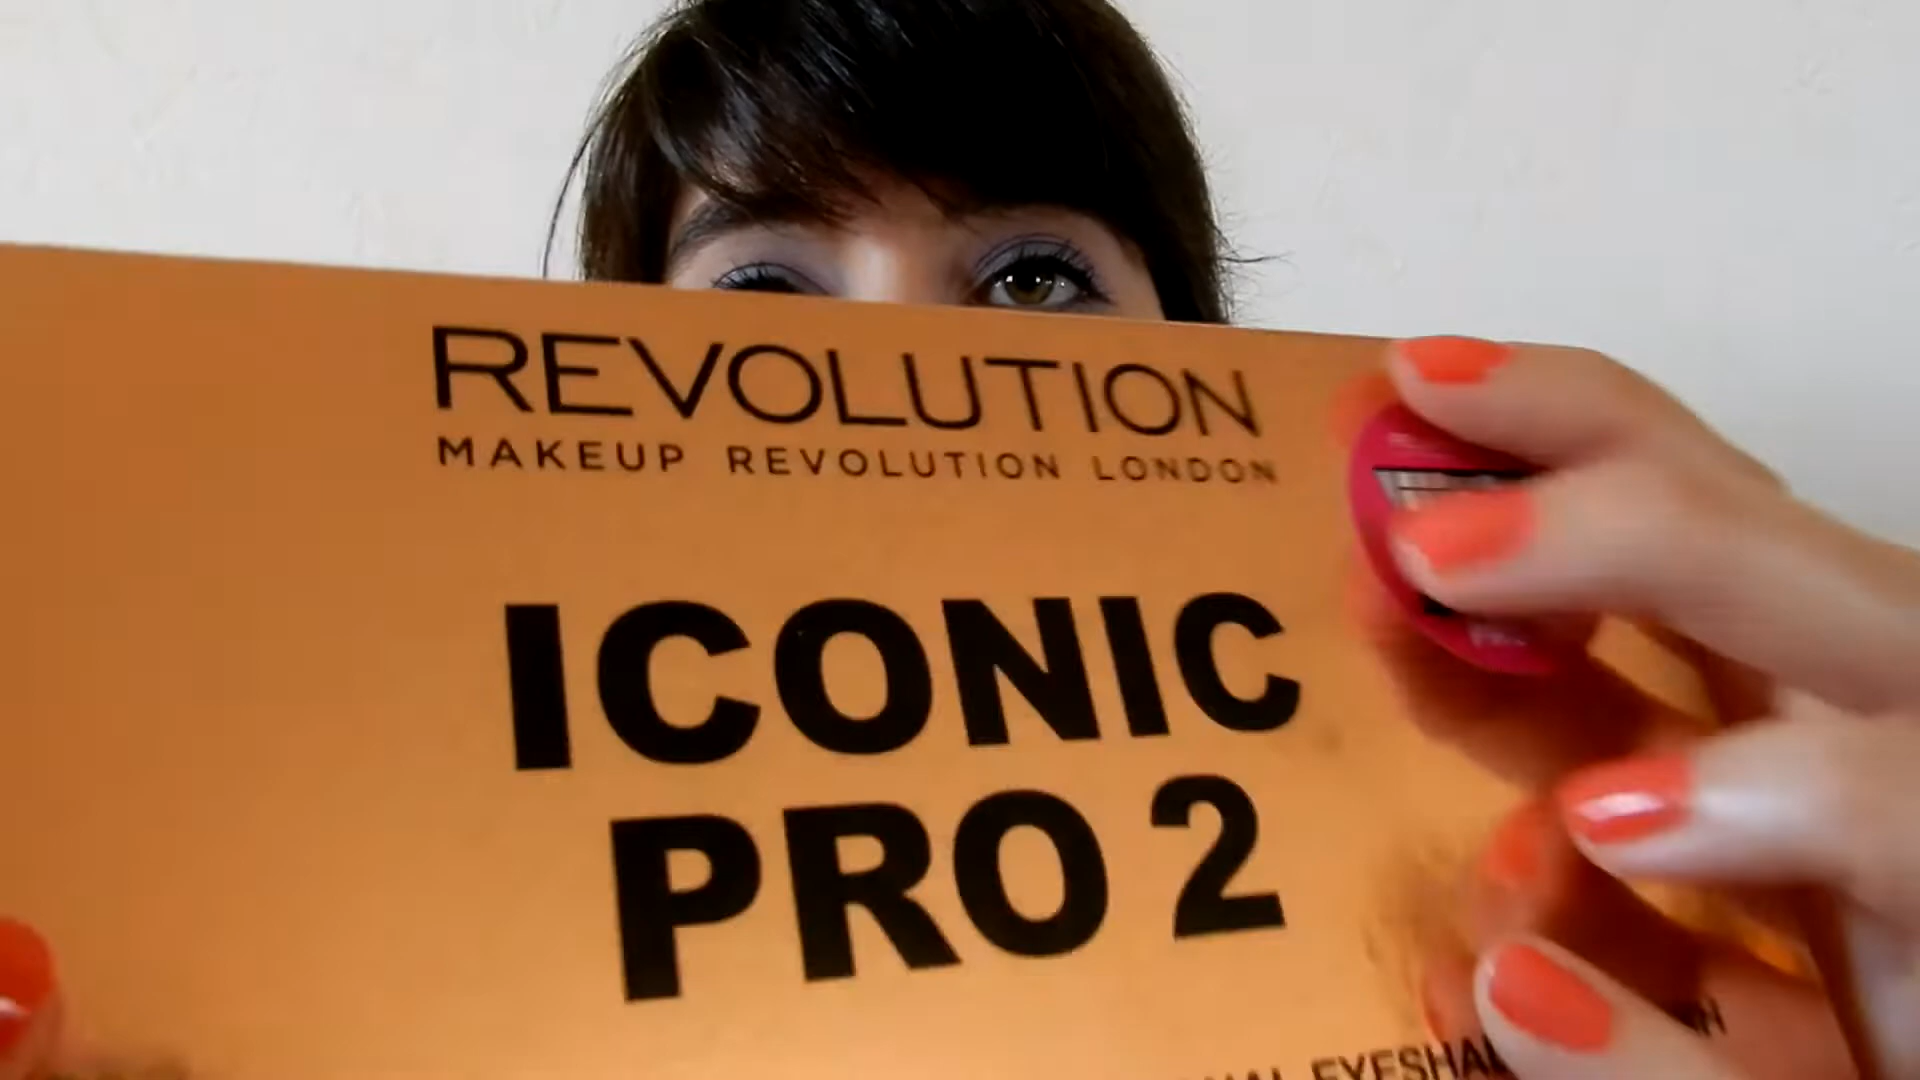 REVOLUTION
MAKEUP REVOLUTION LONDON
ICONIC
PRO 2